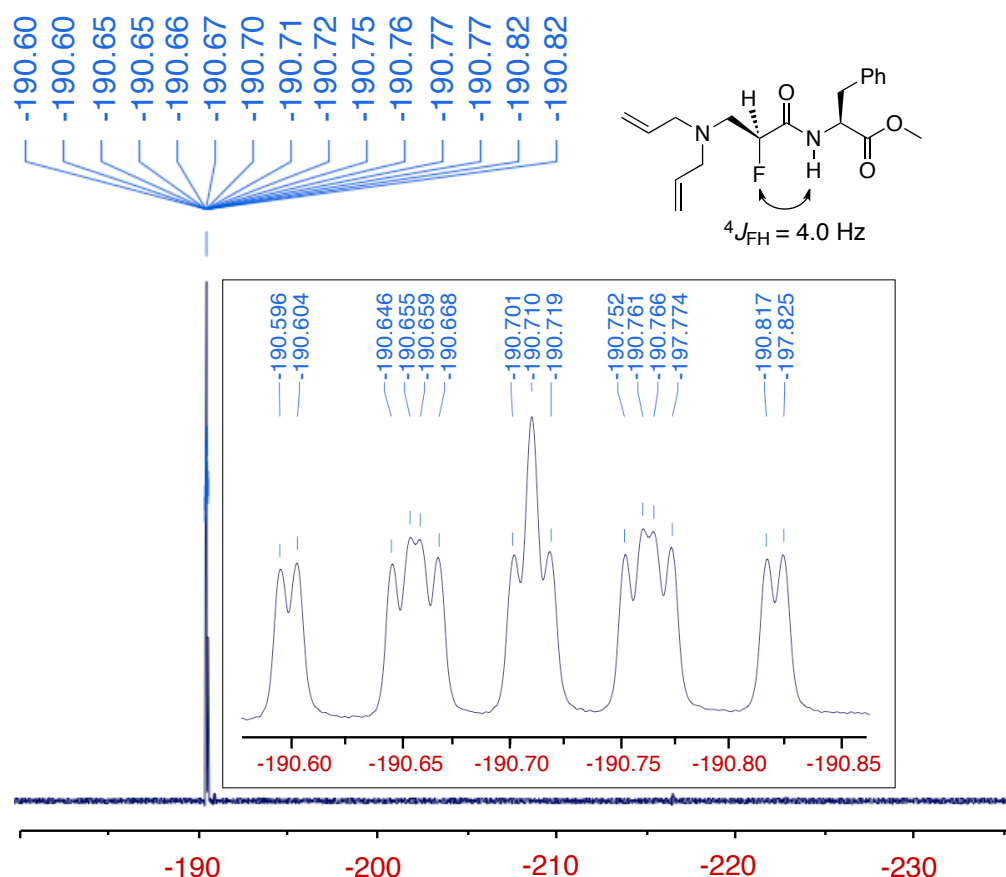 -190.60
-190.60
-190.65
-190.65
-190.66
-190.67
-190.70
-190.71
-190.72
-190.75
-190.76
-190.77
-190.77
-190.82
-190.82
Ph
H
O
N
N
O
F
H
O
⁴J_FH = 4.0 Hz
-190.596
-190.604
-190.646
-190.655
-190.659
-190.668
-190.701
-190.710
-190.719
-190.752
-190.761
-190.766
-197.774
-190.817
-197.825
-190.60 -190.65 -190.70 -190.75 -190.80 -190.85
-190 -200 -210 -220 -230